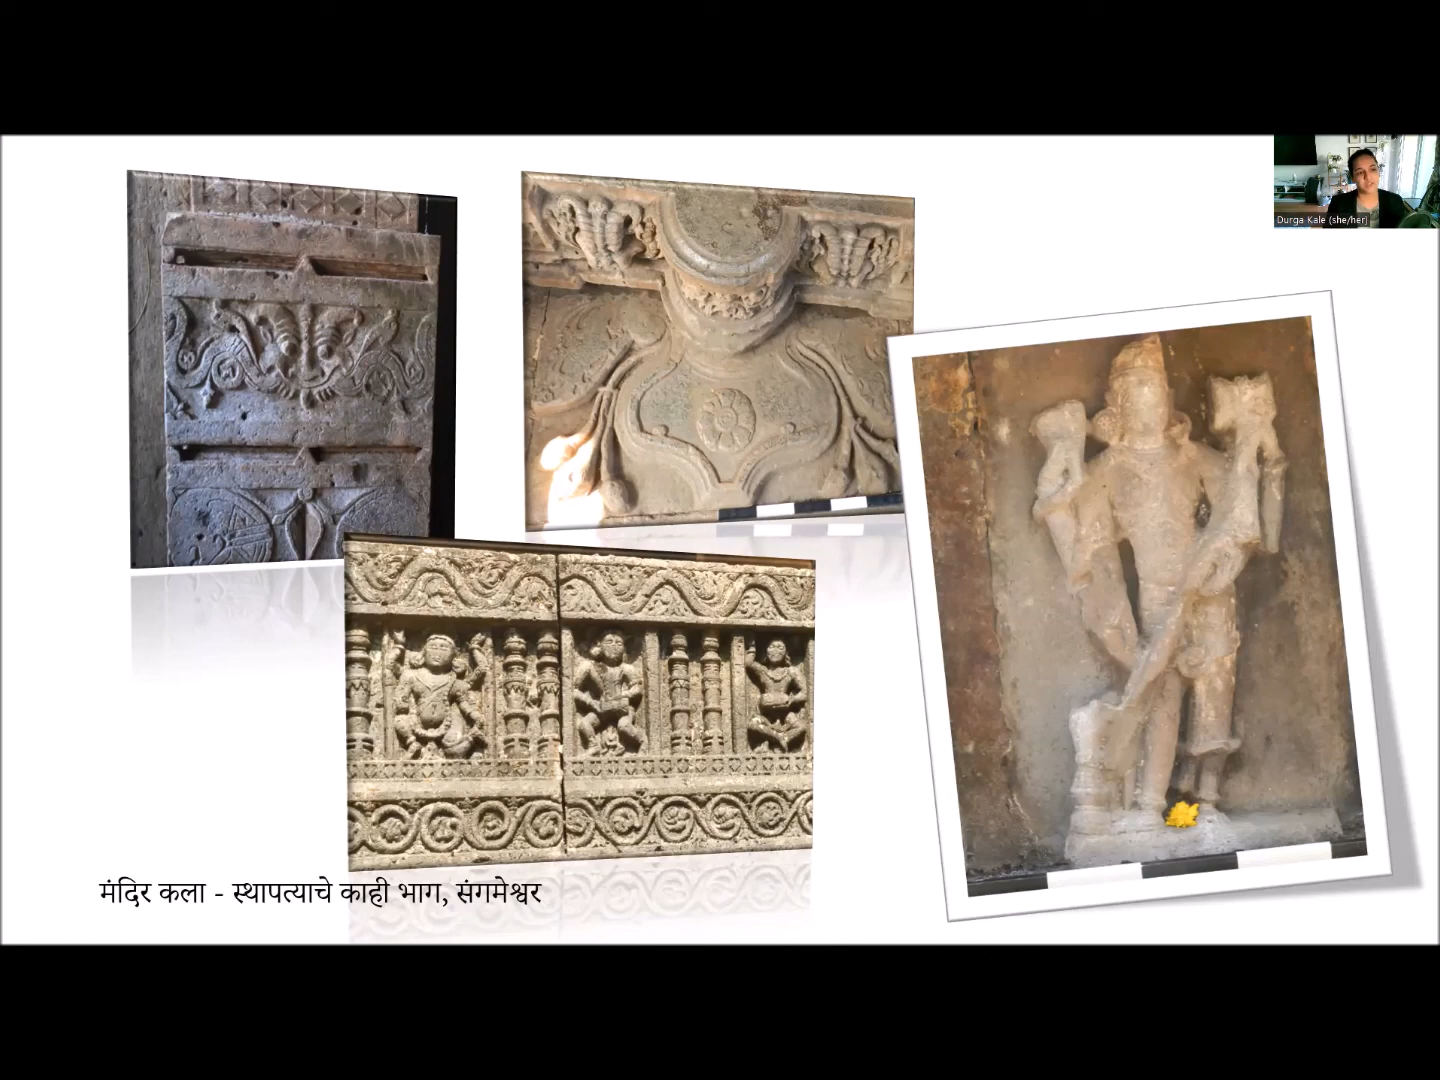 Durga Kale (she/her)
मंदिर कला - स्थापत्याचे काही भाग, संगमेश्वर